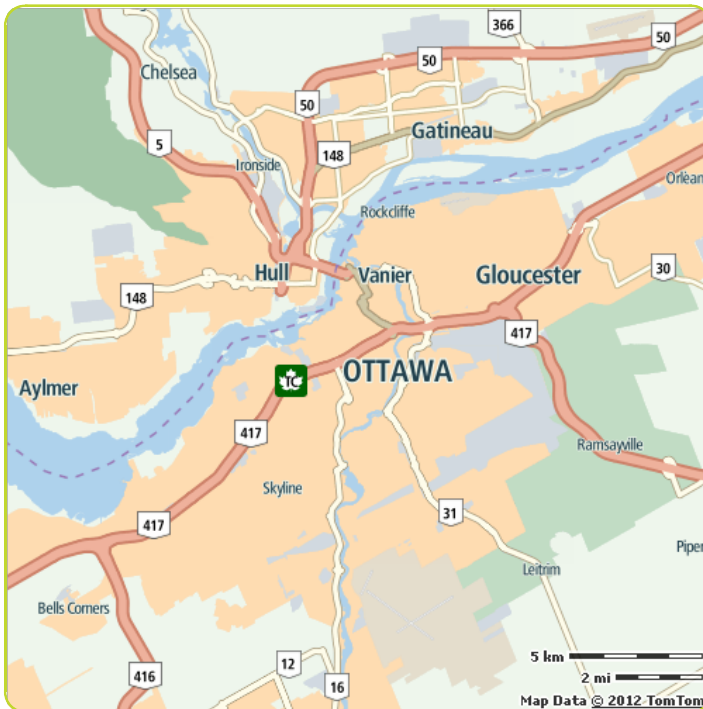 366
50
50
Chelsea
50
Gatineau
148
5
Ironside
Orlèan
Rockcliffe
30
Hull
Vanier
Gloucester
148
417
TC
OTTAWA
Aylmer
417
Ramsayville
Skyline
31
417
Piper
Leitrim
Bells Corners
5 km
12
416
16
2 mi
Map Data © 2012 TomTom